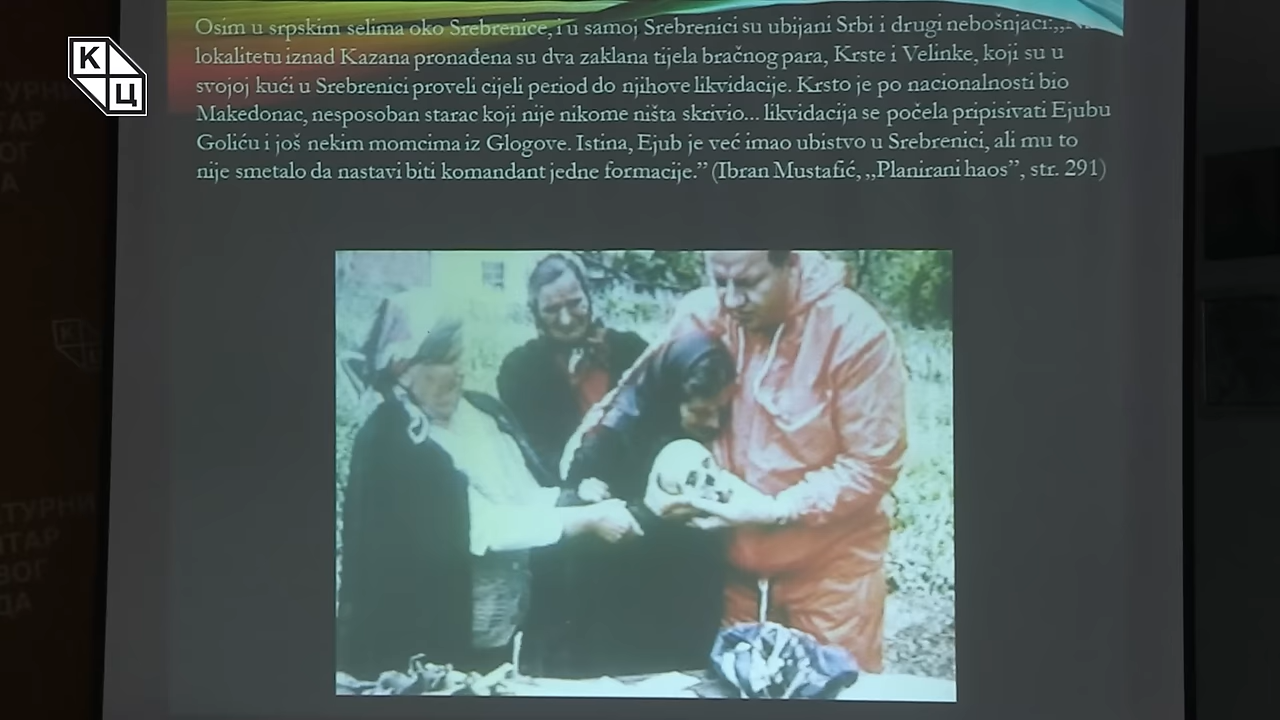 Osim u srpskim selima oko Srebrenice, i u samoj Srebrenici su ubijani Srbi i drugi nebošnjaci:
К
Ц
lokalitetu iznad Kazana pronađena su dva zaklana tijela bračnog para, Krste i Velinke, koji su u
svojoj kući u Srebrenici proveli cijeli period do njihove likvidacije. Krsto je po nacionalnosti bio
Makedonac, nesposoban starac koji nije nikome ništa skrivio... likvidacija se počela pripisivati Ejubu
Goliću i još nekim momcima iz Glogove. Istina, Ejub je već imao ubistvo u Srebrenici, ali mu to
nije smetalo da nastavi biti komandant jedne formacije.” (Ibran Mustafić, „Planirani haos”, str. 291)